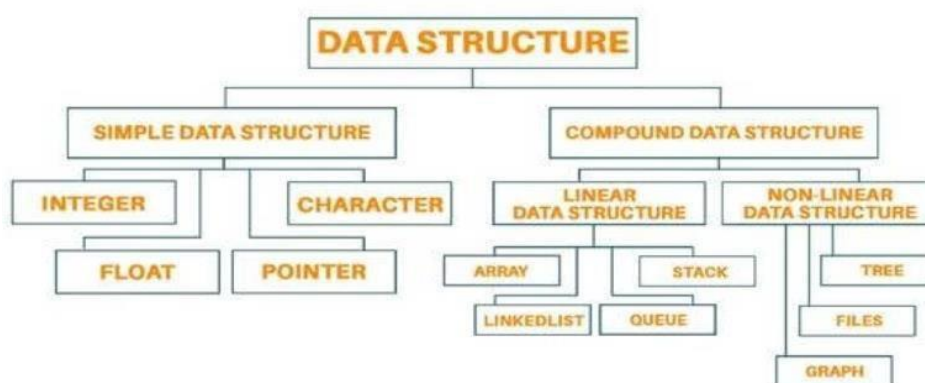 DATA STRUCTURE
SIMPLE DATA STRUCTURE
COMPOUND DATA STRUCTURE
INTEGER
CHARACTER
FLOAT
POINTER
LINEAR
DATA STRUCTURE
NON-LINEAR
DATA STRUCTURE
ARRAY
STACK
LINKEDLIST
QUEUE
TREE
FILES
GRAPH